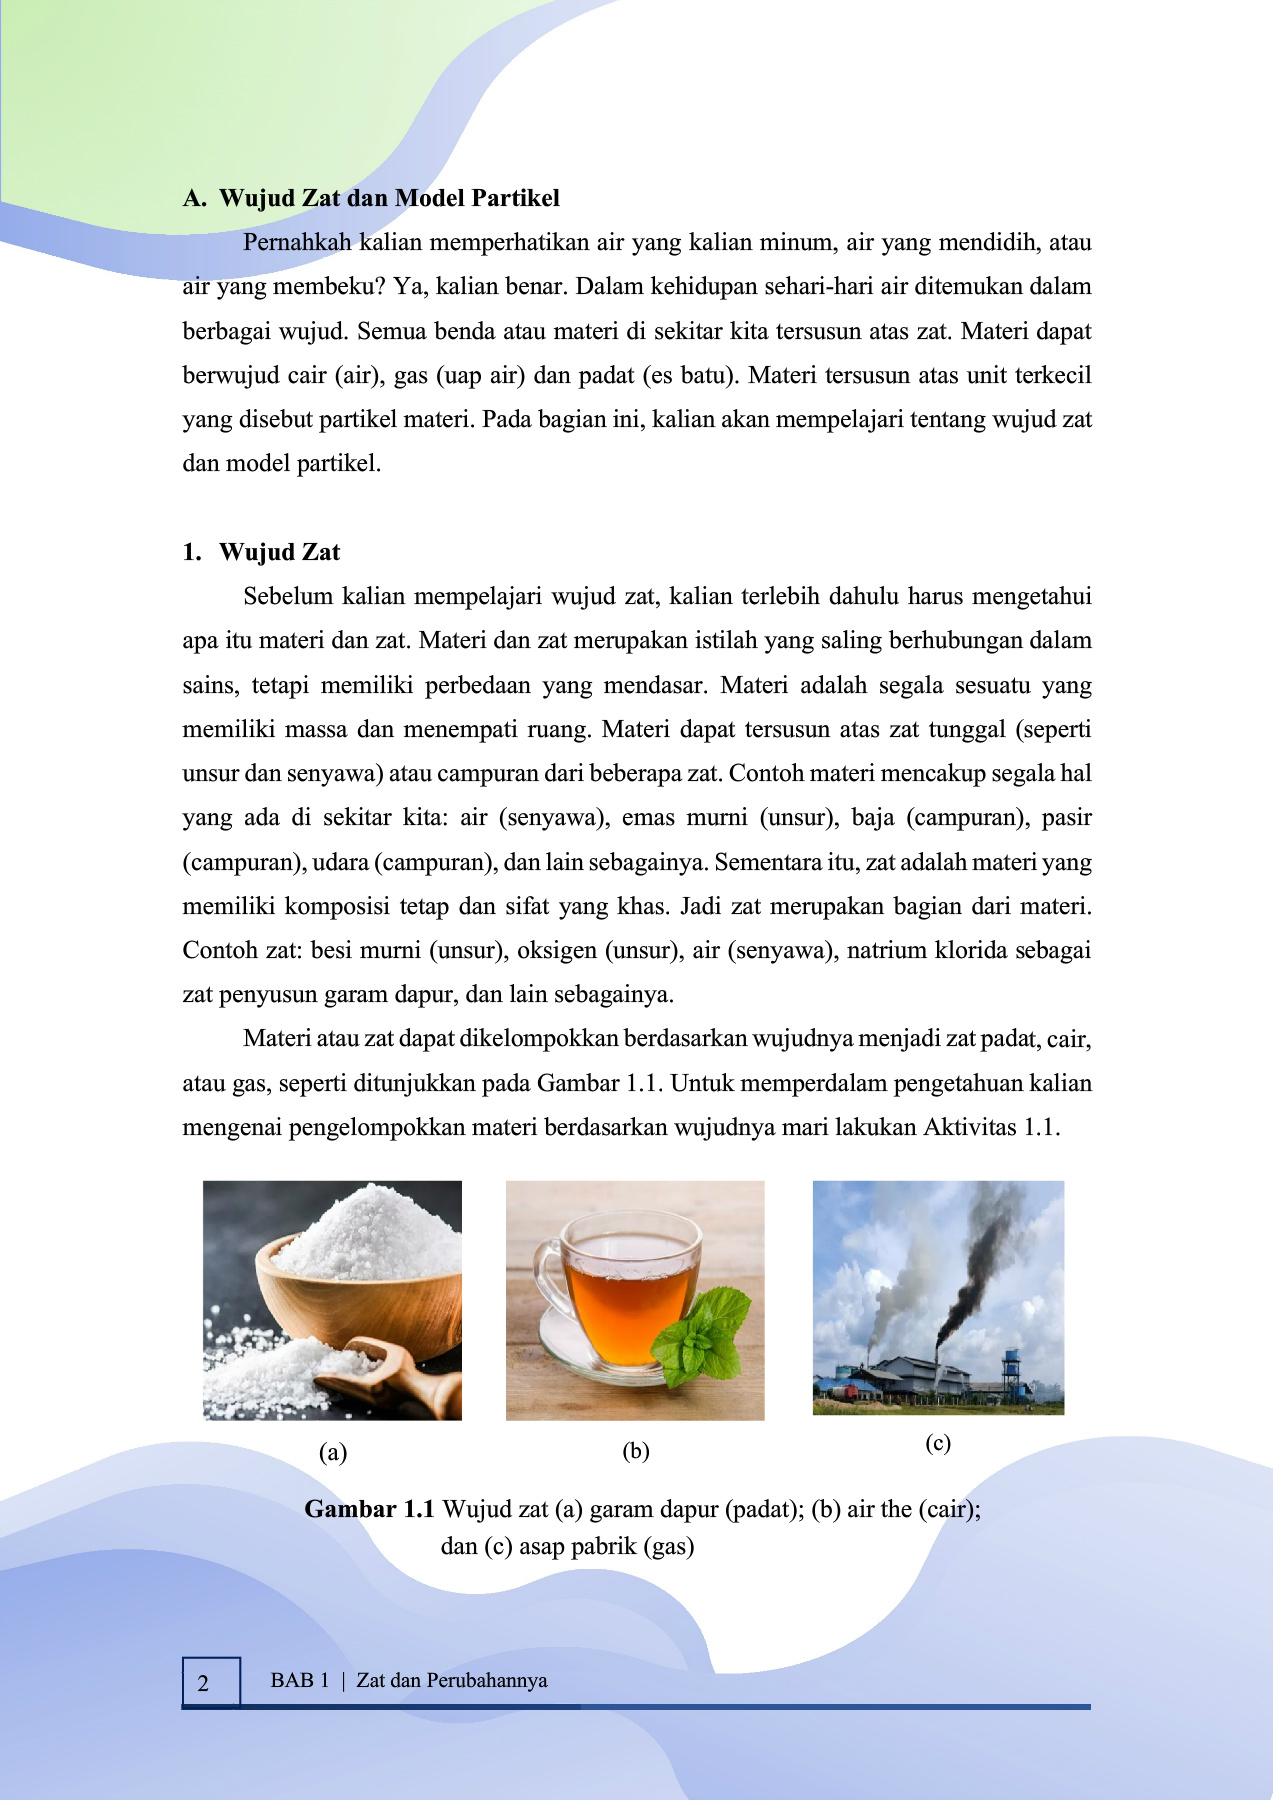 A. Wujud Zat dan Model Partikel
Pernahkah kalian memperhatikan air yang kalian minum, air yang mendidih, atau
air yang membeku? Ya, kalian benar. Dalam kehidupan sehari-hari air ditemukan dalam
berbagai wujud. Semua benda atau materi di sekitar kita tersusun atas zat. Materi dapat
berwujud cair (air), gas (uap air) dan padat (es batu). Materi tersusun atas unit terkecil
yang disebut partikel materi. Pada bagian ini, kalian akan mempelajari tentang wujud zat
dan model partikel.
1. Wujud Zat
Sebelum kalian mempelajari wujud zat, kalian terlebih dahulu harus mengetahui
apa itu materi dan zat. Materi dan zat merupakan istilah yang saling berhubungan dalam
sains, tetapi memiliki perbedaan yang mendasar. Materi adalah segala sesuatu yang
memiliki massa dan menempati ruang. Materi dapat tersusun atas zat tunggal (seperti
unsur dan senyawa) atau campuran dari beberapa zat. Contoh materi mencakup segala hal
yang ada di sekitar kita: air (senyawa), emas murni (unsur), baja (campuran), pasir
(campuran), udara (campuran), dan lain sebagainya. Sementara itu, zat adalah materi yang
memiliki komposisi tetap dan sifat yang khas. Jadi zat merupakan bagian dari materi.
Contoh zat: besi murni (unsur), oksigen (unsur), air (senyawa), natrium klorida sebagai
zat penyusun garam dapur, dan lain sebagainya.
Materi atau zat dapat dikelompokkan berdasarkan wujudnya menjadi zat padat, cair,
atau gas, seperti ditunjukkan pada Gambar 1.1. Untuk memperdalam pengetahuan kalian
mengenai pengelompokkan materi berdasarkan wujudnya mari lakukan Aktivitas 1.1.
(a) (b) (c)
Gambar 1.1 Wujud zat (a) garam dapur (padat); (b) air the (cair);
dan (c) asap pabrik (gas)
2 BAB 1 | Zat dan Perubahannya